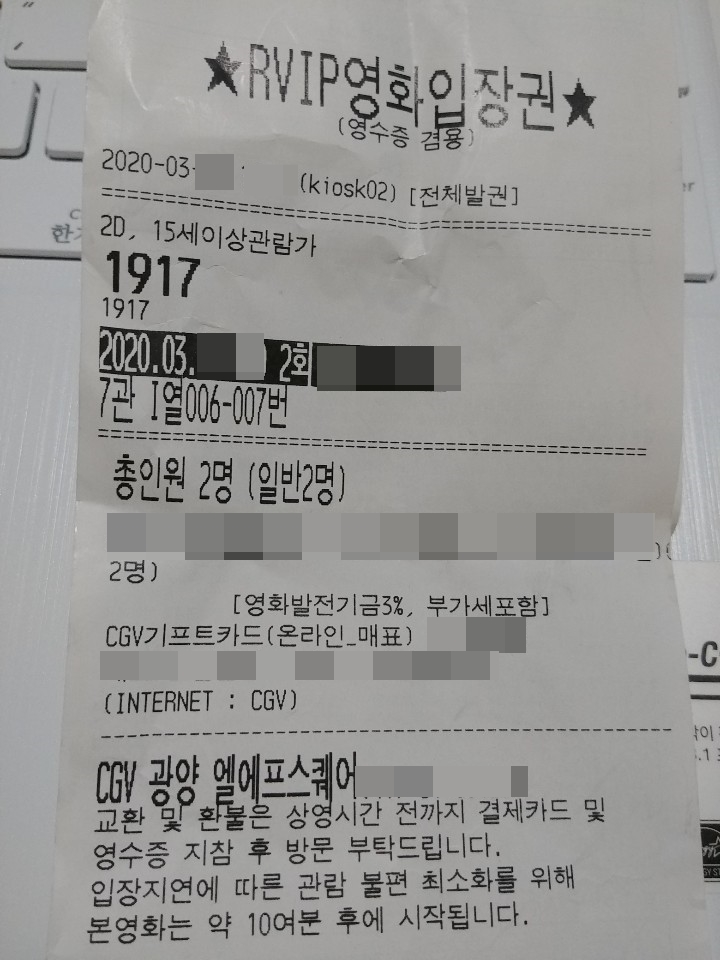 ★RVIP영화입장권★
(영수증 겸용)
2020-03- (kiosk02) [전체발권]
==================================================
2D, 15세이상관람가
1917
1917
2020.03. 2회
7관 I열006-007번
==================================================
총인원 2명 (일반2명)
2명)
[영화발전기금3%, 부가세포함]
CGV기프트카드(온라인_매표)
(INTERNET : CGV)
--------------------------------------------------
CGV 광양 엘에프스퀘어
교환 및 환불은 상영시간 전까지 결제카드 및
영수증 지참 후 방문 부탁드립니다.
입장지연에 따른 관람 불편 최소화를 위해
본영화는 약 10여분 후에 시작됩니다.